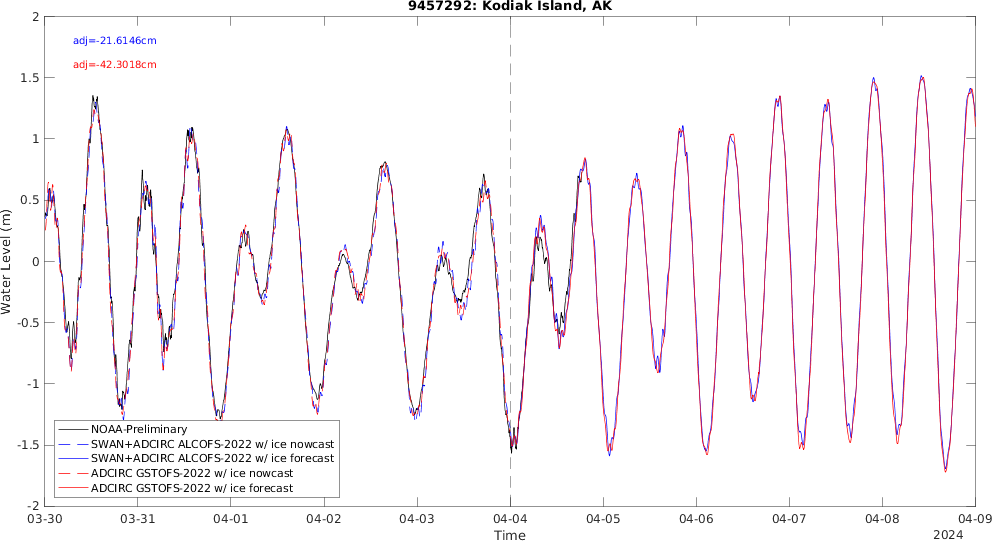 9457292: Kodiak Island, AK
adj=-21.6146cm
adj=-42.3018cm
Water Level (m)
2
1.5
1
0.5
0
-0.5
-1
-1.5
-2
NOAA-Preliminary
SWAN+ADCIRC ALCOFS-2022 w/ ice nowcast
SWAN+ADCIRC ALCOFS-2022 w/ ice forecast
ADCIRC GSTOFS-2022 w/ ice nowcast
ADCIRC GSTOFS-2022 w/ ice forecast
03-30 03-31 04-01 04-02 04-03 04-04 04-05 04-06 04-07 04-08 04-09
Time
2024